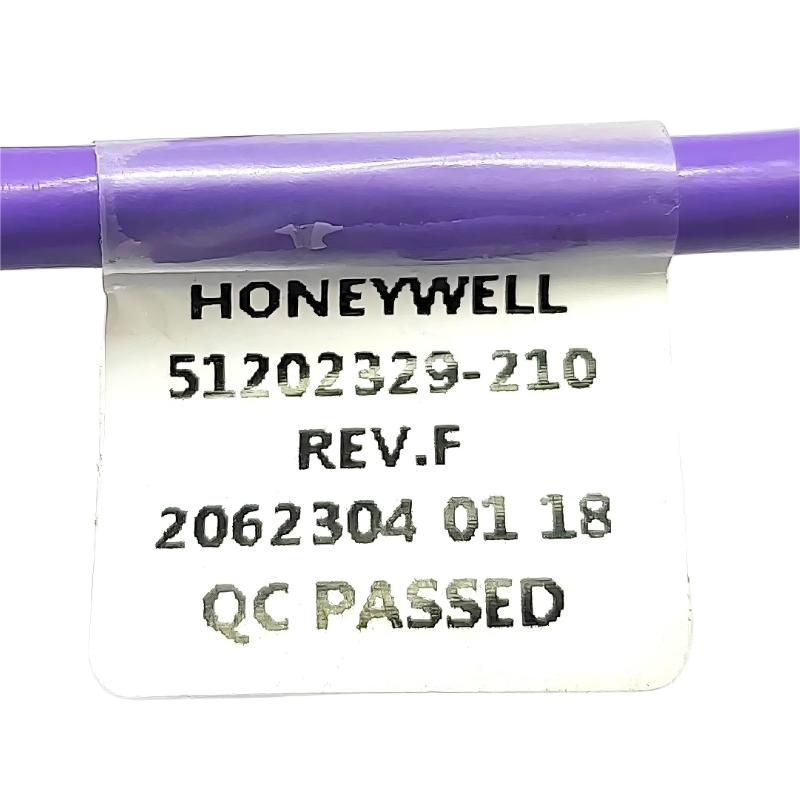 HONEYWELL
51202329-210
REV.F
2062304 01 18
QC PASSED